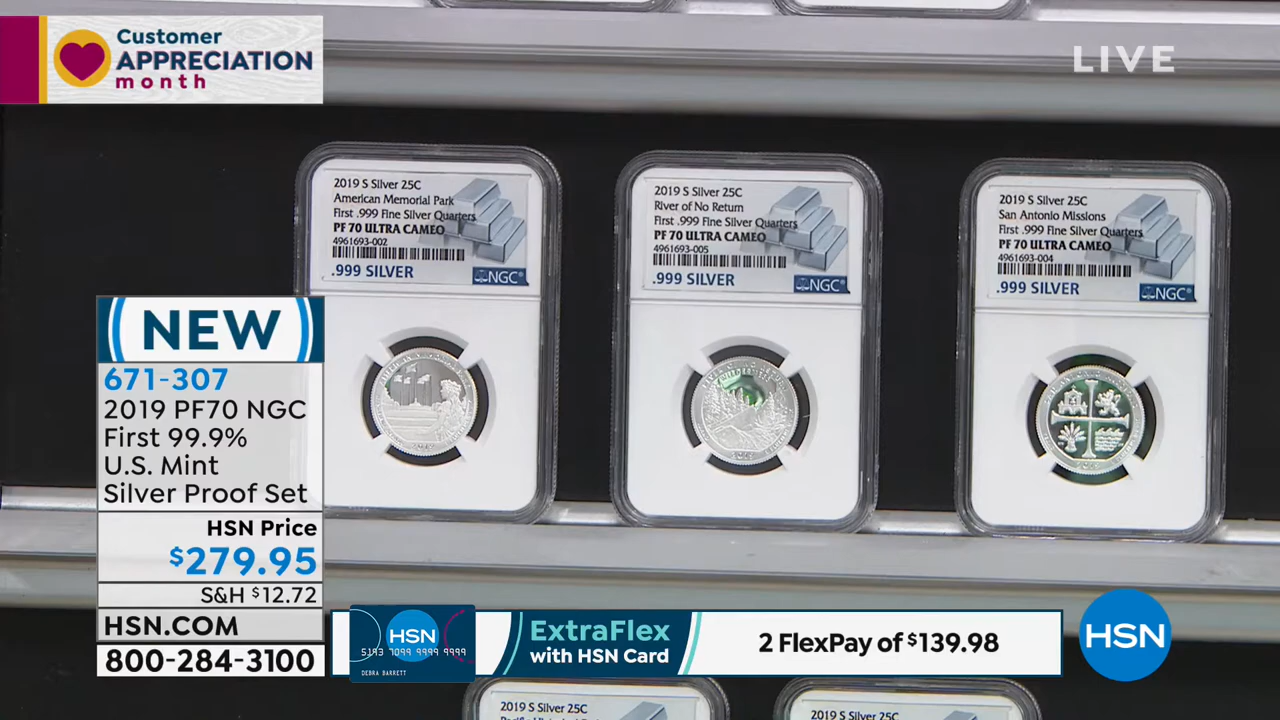 Customer
APPRECIATION
month
LIVE
2019 S Silver 25C
American Memorial Park
First .999 Fine Silver Quarters
PF 70 ULTRA CAMEO
4961693-002
.999 SILVER
NGC
2019 S Silver 25C
River of No Return
First .999 Fine Silver Quarters
PF 70 ULTRA CAMEO
4961693-005
.999 SILVER
NGC
2019 S Silver 25C
San Antonio Missions
First .999 Fine Silver Quarters
PF 70 ULTRA CAMEO
4961693-004
.999 SILVER
NGC
NEW
671-307
2019 PF70 NGC
First 99.9%
U.S. Mint
Silver Proof Set
HSN Price
$279.95
S&H $12.72
HSN.COM
800-284-3100
HSN
5193 7099 9999 9999
DEBRA BARRETT
ExtraFlex
with HSN Card
2 FlexPay of $139.98
HSN
2019 S Silver 25C
2019 S Silver 25C